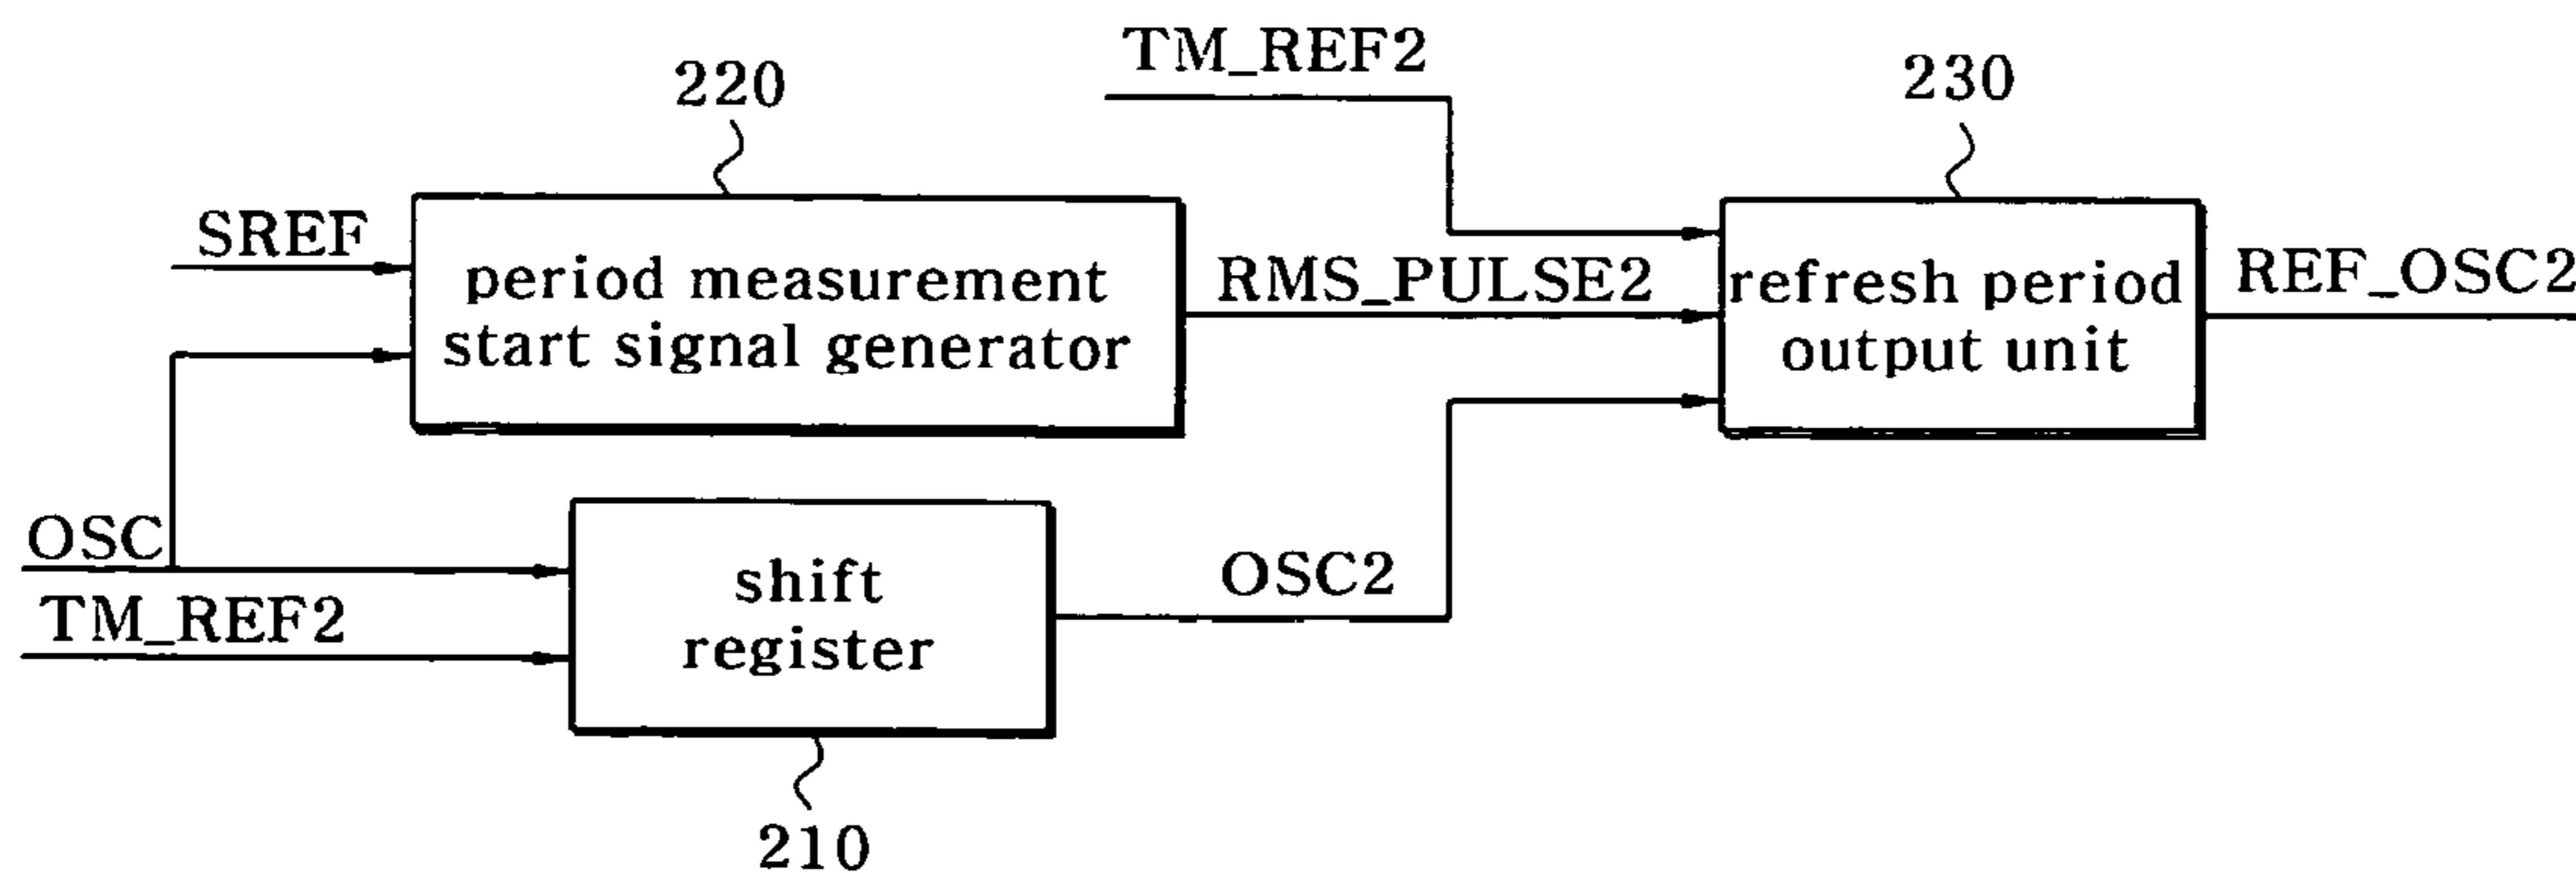 TM_REF2
220
230
SREF
period measurement
start signal generator
RMS_PULSE2
refresh period
output unit
REF_OSC2
OSC
TM_REF2
shift
register
OSC2
210